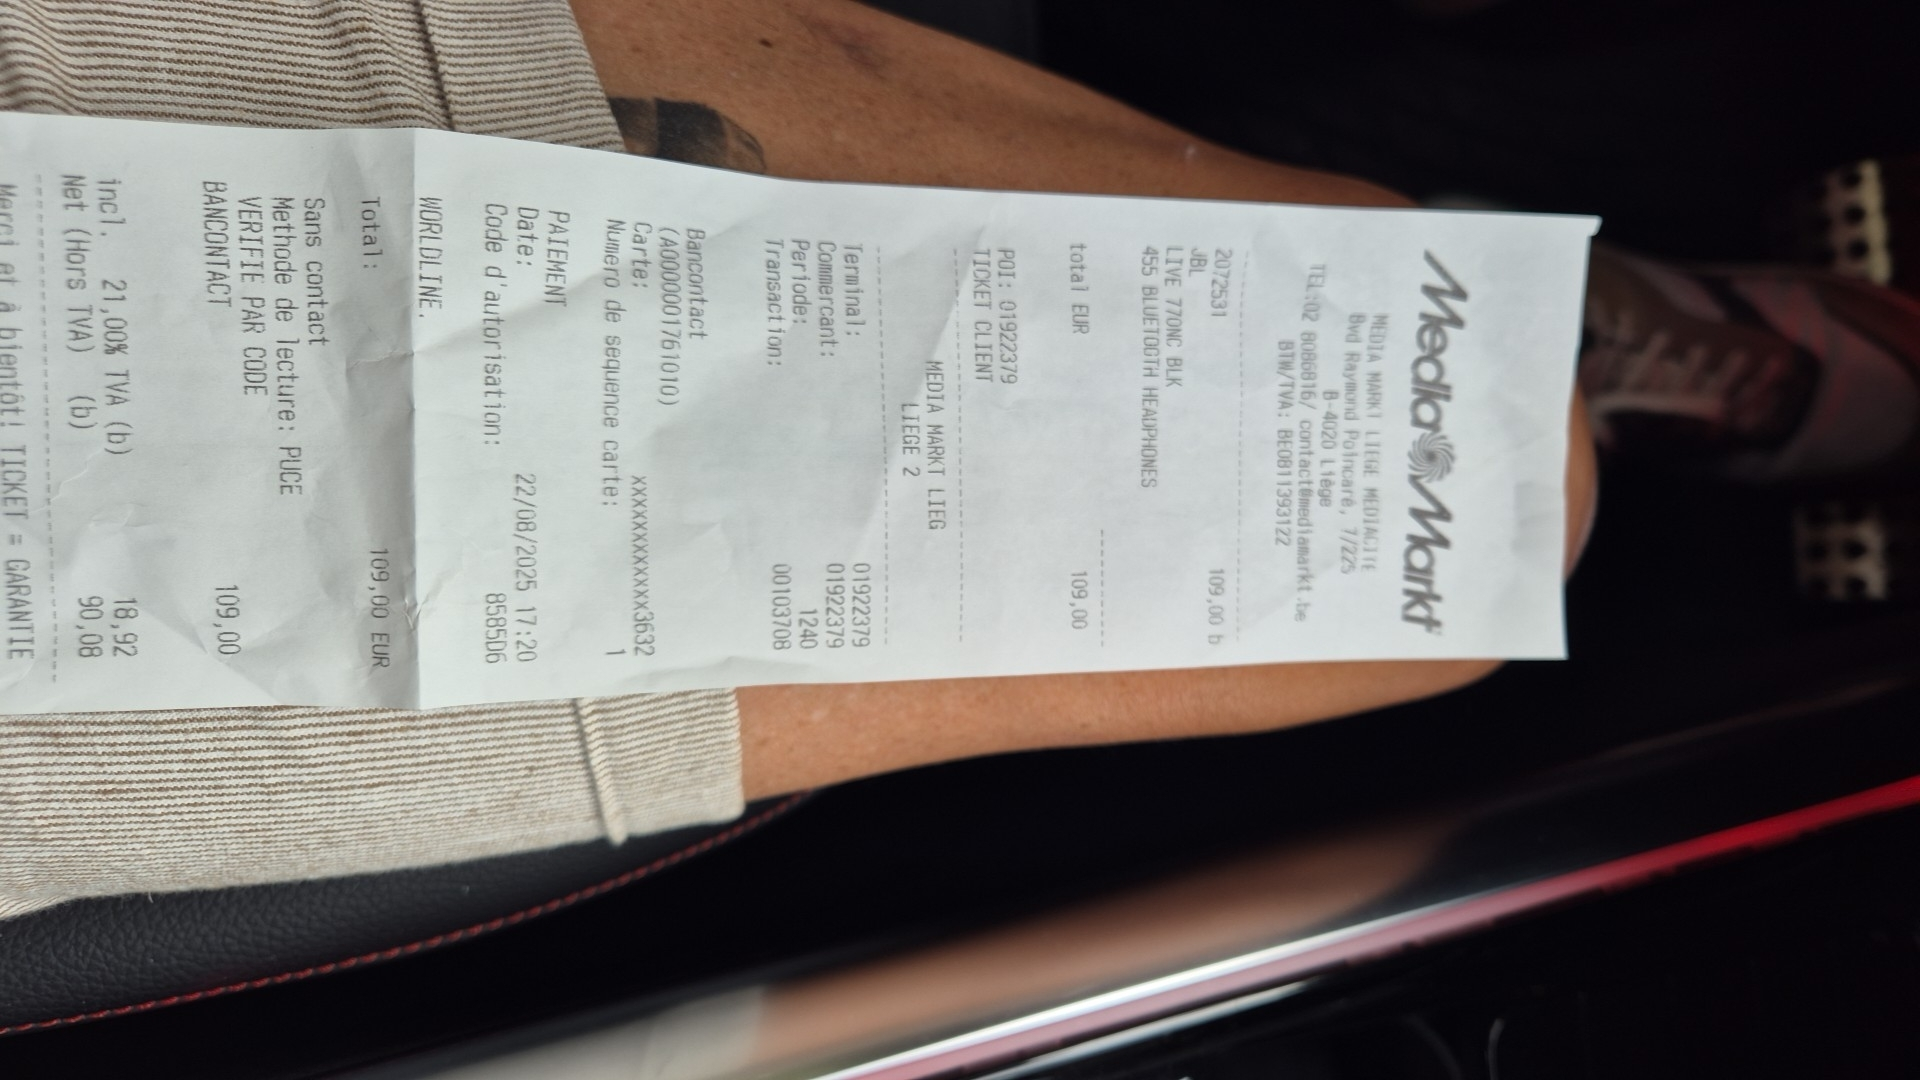 MediaMarkt
MEDIA MARKT LIEGE MEDIACITE
Bvd Raymond Poincaré, 7/225
B-4020 Liège
TEL:02 8086816/ contact@mediamarkt.be
BTW/TVA: BE0811393122
2072531 109,00 b
JBL
LIVE 770NC BLK
455 BLUETOOTH HEADPHONES
total EUR 109,00
POI: 01922379
TICKET CLIENT
MEDIA MARKT LIEG
LIEGE 2
Terminal: 01922379
Commercant: 01922379
Periode: 1240
Transaction: 00103708
Bancontact
(A0000001761010)
Carte: xxxxxxxxxxxxx3632
Numero de sequence carte: 1
PAIEMENT
Date: 22/08/2025 17:20
Code d'autorisation: 8585D6
WORLDLINE.
Total: 109,00 EUR
Sans contact
Methode de lecture: PUCE
VERIFIE PAR CODE
BANCONTACT 109,00
incl. 21,00% TVA (b) 18,92
Net (Hors TVA) (b) 90,08
Merci et à bientôt! TICKET = GARANTIE